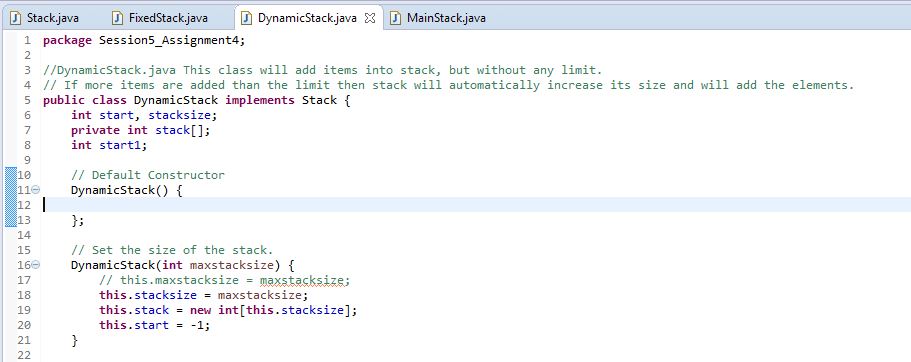 Stack.java FixedStack.java DynamicStack.java MainStack.java
1 package Session5_Assignment4;
2
3 //DynamicStack.java This class will add items into stack, but without any limit.
4 // If more items are added than the limit then stack will automatically increase its size and will add the elements.
5 public class DynamicStack implements Stack {
6 int start, stacksize;
7 private int stack[];
8 int start1;
9
10 // Default Constructor
11 DynamicStack() {
12
13 };
14
15 // Set the size of the stack.
16 DynamicStack(int maxstacksize) {
17 // this.maxstacksize = maxstacksize;
18 this.stacksize = maxstacksize;
19 this.stack = new int[this.stacksize];
20 this.start = -1;
21 }
22